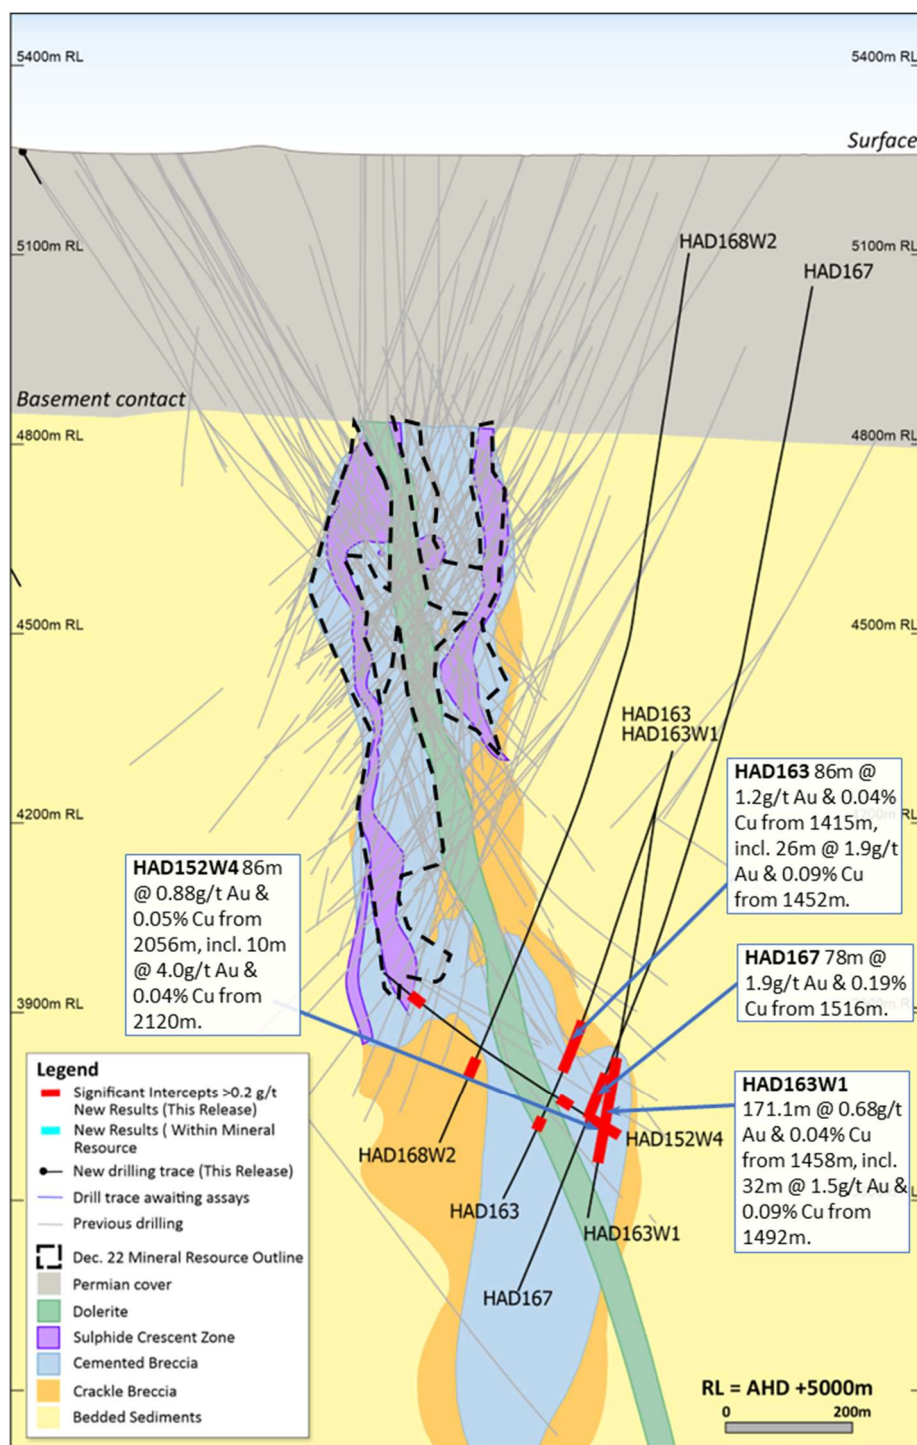 5400m RL
5400m RL
Surface
HAD168W2
5100m RL
5100m RL
HAD167
Basement contact
4800m RL
4800m RL
4500m RL
4500m RL
HAD163
HAD163W1
HAD163 86m @
1.2g/t Au & 0.04%
Cu from 1415m,
incl. 26m @ 1.9g/t
Au & 0.09% Cu
from 1452m.
4200m RL
HAD152W4 86m
@ 0.88g/t Au &
0.05% Cu from
2056m, incl. 10m
@ 4.0g/t Au &
0.04% Cu from
2120m.
HAD167 78m @
1.9g/t Au & 0.19%
Cu from 1516m.
3900m RL
HAD163W1
171.1m @ 0.68g/t
Au & 0.04% Cu
from 1458m, incl.
32m @ 1.5g/t Au &
0.09% Cu from
1492m.
HAD152W4
HAD168W2
HAD163
HAD163W1
HAD167
Legend
Significant Intercepts >0.2 g/t
New Results (This Release)
New Results ( Within Mineral
Resource
New drilling trace (This Release)
Drill trace awaiting assays
Previous drilling
Dec. 22 Mineral Resource Outline
Permian cover
Dolerite
Sulphide Crescent Zone
Cemented Breccia
Crackle Breccia
Bedded Sediments
RL = AHD +5000m
0 200m